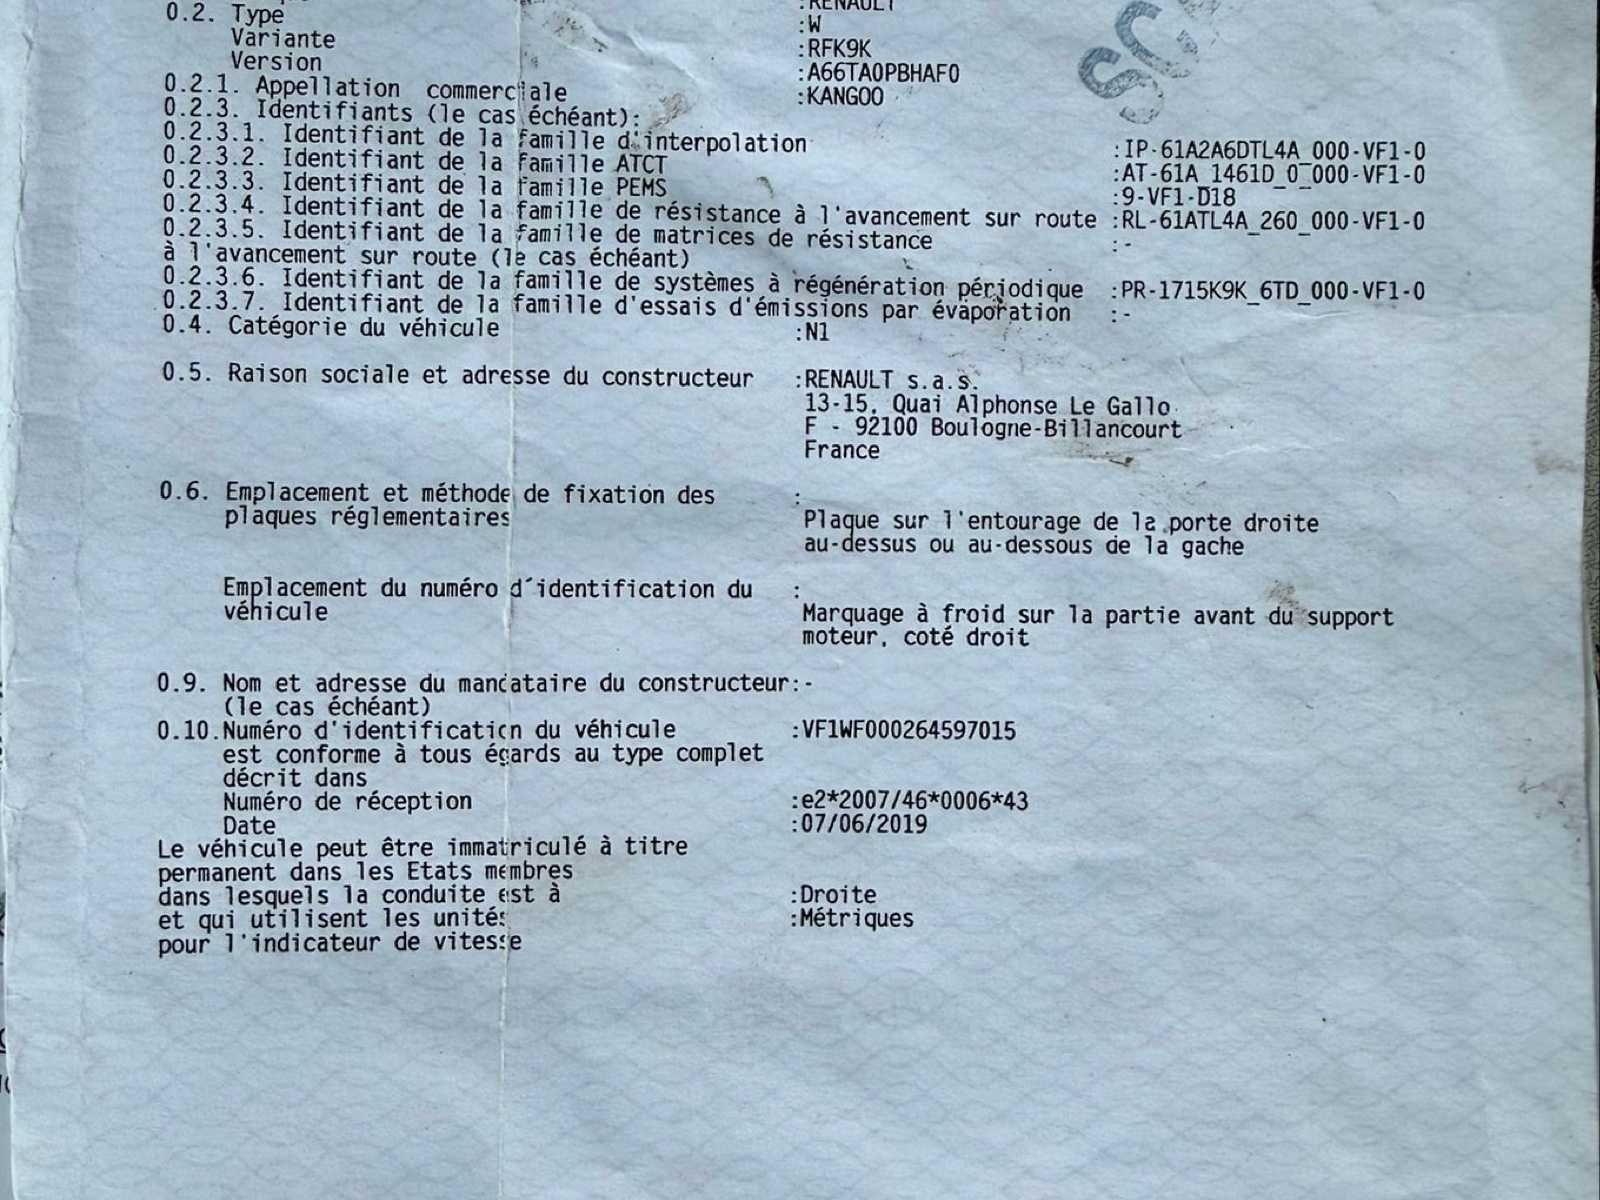 :RENAULT
0.2. Type :W
Variante :RFK9K
Version :A66TA0PBHAF0
0.2.1. Appellation commerciale :KANGOO
0.2.3. Identifiants (le cas échéant):
0.2.3.1. Identifiant de la famille d'interpolation :IP-61A2A6DTL4A_000-VF1-0
0.2.3.2. Identifiant de la famille ATCT :AT-61A_1461D_0_000-VF1-0
0.2.3.3. Identifiant de la famille PEMS :9-VF1-D18
0.2.3.4. Identifiant de la famille de résistance à l'avancement sur route :RL-61ATL4A_260_000-VF1-0
0.2.3.5. Identifiant de la famille de matrices de résistance :-
à l'avancement sur route (le cas échéant)
0.2.3.6. Identifiant de la famille de systèmes à régénération périodique :PR-1715K9K_6TD_000-VF1-0
0.2.3.7. Identifiant de la famille d'essais d'émissions par évaporation :-
0.4. Catégorie du véhicule :N1
0.5. Raison sociale et adresse du constructeur :RENAULT s.a.s.
13-15, Quai Alphonse Le Gallo
F - 92100 Boulogne-Billancourt
France
0.6. Emplacement et méthode de fixation des :
plaques réglementaires Plaque sur l'entourage de la porte droite
au-dessus ou au-dessous de la gache
Emplacement du numéro d´identification du :
véhicule Marquage à froid sur la partie avant du support
moteur, coté droit
0.9. Nom et adresse du mandataire du constructeur:-
(le cas échéant)
0.10.Numéro d'identification du véhicule :VF1WF000264597015
est conforme à tous égards au type complet
décrit dans
Numéro de réception :e2*2007/46*0006*43
Date :07/06/2019
Le véhicule peut être immatriculé à titre
permanent dans les Etats membres
dans lesquels la conduite est à :Droite
et qui utilisent les unités :Métriques
pour l'indicateur de vitesse